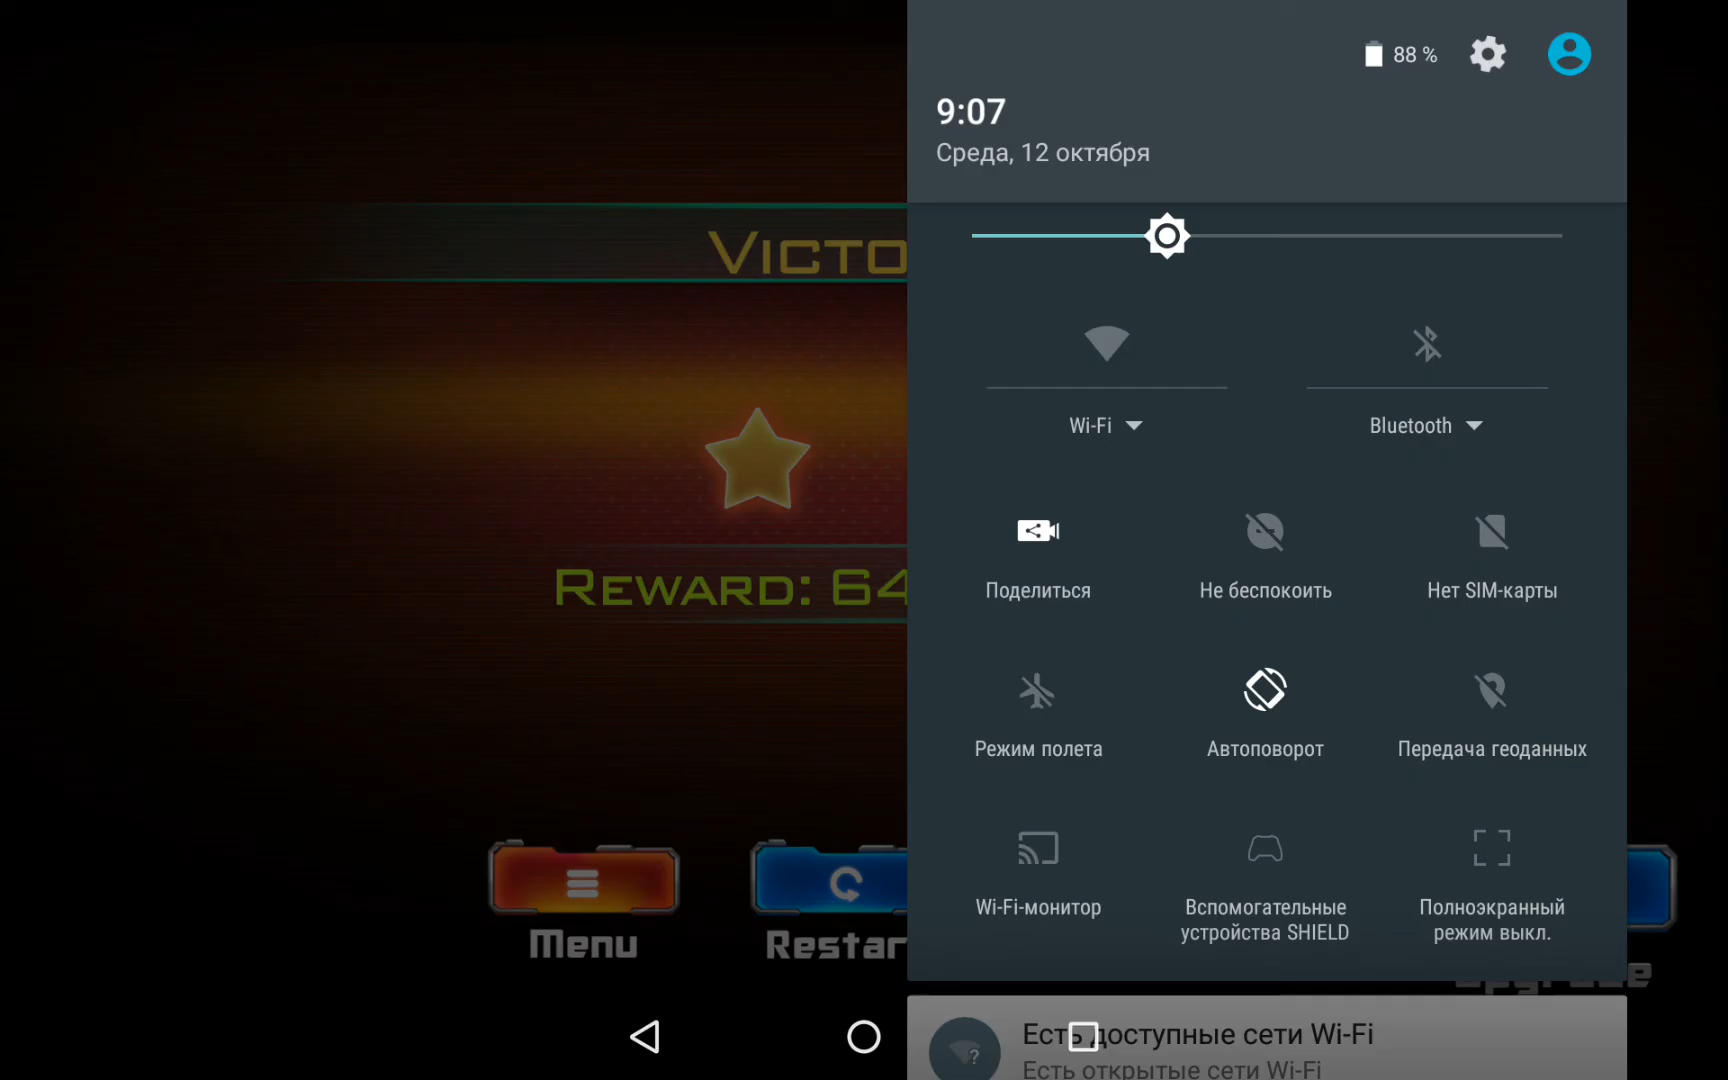 88 %
9:07
Среда, 12 октября
Victo
Wi-Fi
Bluetooth
Поделиться
Не беспокоить
Нет SIM-карты
Reward: 64
Режим полета
Автоповорот
Передача геоданных
Wi-Fi-монитор
Вспомогательные
устройства SHIELD
Полноэкранный
режим выкл.
Menu
Restar
Есть доступные сети Wi-Fi
Есть открытые сети Wi-Fi